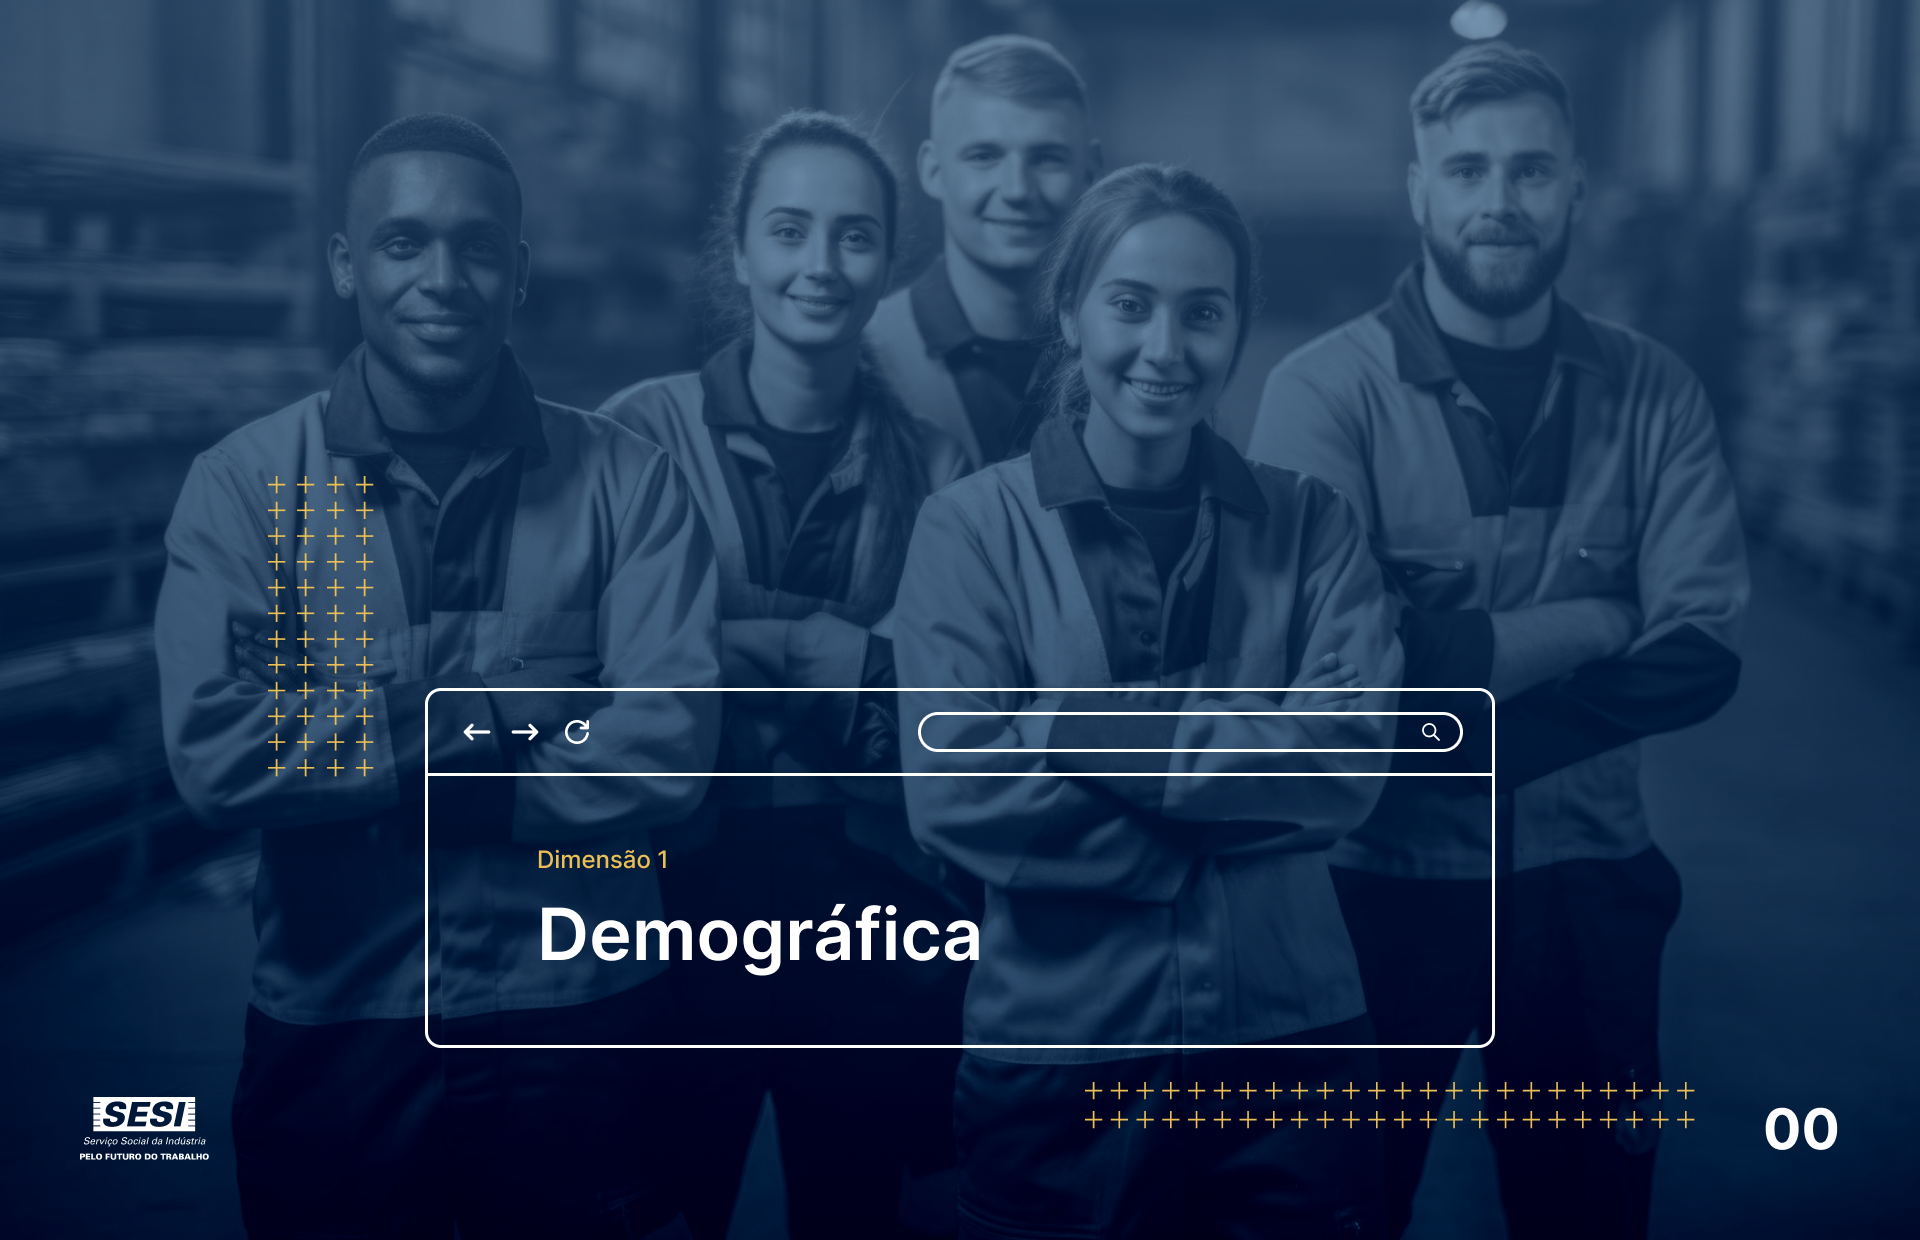 Dimensão 1
Demográfica
SESI
Serviço Social da Indústria
PELO FUTURO DO TRABALHO
00